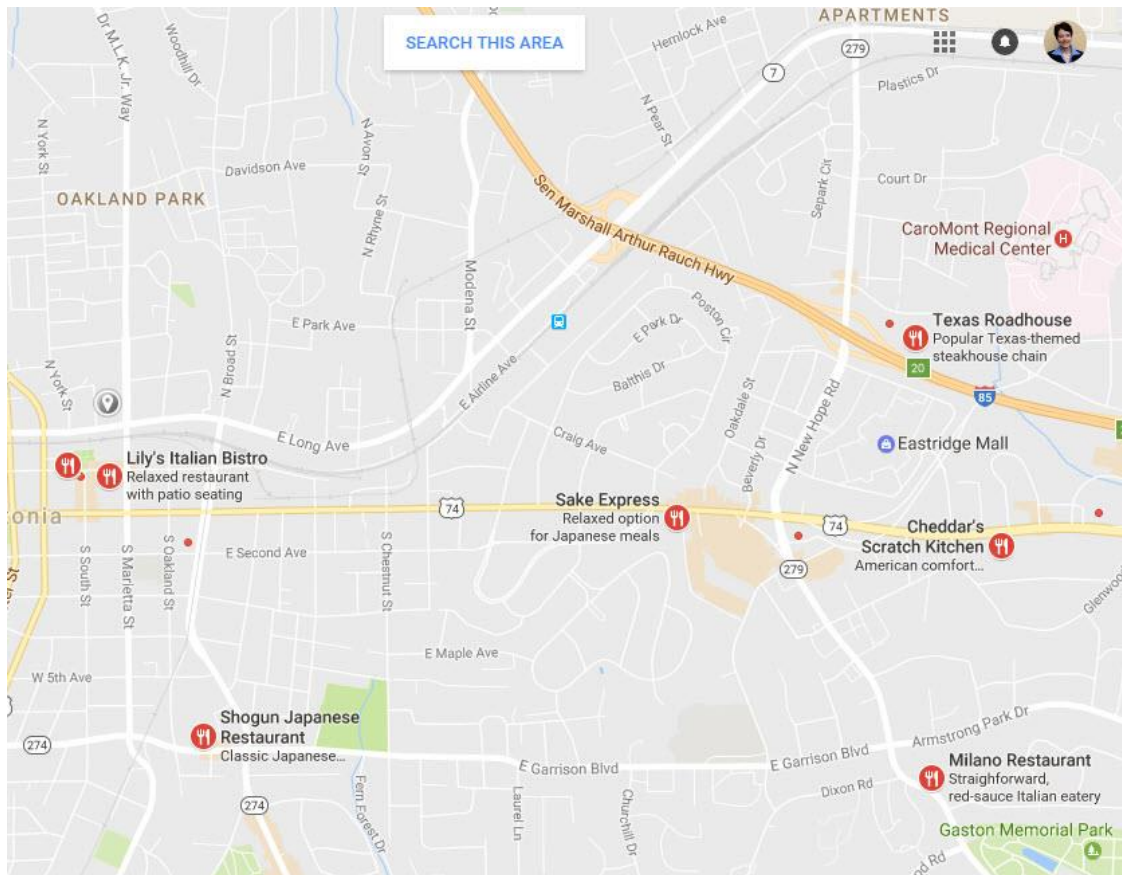 SEARCH THIS AREA
APARTMENTS
Dr M.L.K. Jr. Way
Woodhill Dr
Hemlock Ave
279
7
Plastics Dr
N York St
N Avon St
N Pear St
Davidson Ave
Separk Cir
Court Dr
OAKLAND PARK
N Rhyne St
Sen Marshall Arthur Rauch Hwy
CaroMont Regional
Medical Center
H
Modena St
E Park Ave
Poston Cir
E Park Dr
Texas Roadhouse
Popular Texas-themed
steakhouse chain
20
85
N York St
N Broad St
E Airline Ave
Balthis Dr
Oakdale St
N New Hope Rd
E Long Ave
Craig Ave
Beverly Dr
Eastridge Mall
Lily's Italian Bistro
Relaxed restaurant
with patio seating
onia
74
Sake Express
Relaxed option
for Japanese meals
74
Cheddar's
Scratch Kitchen
American comfort...
279
E Second Ave
S South St
S Marietta St
S Oakland St
S Chestnut St
Glenwood
W 5th Ave
E Maple Ave
Shogun Japanese
Restaurant
Classic Japanese...
274
274
E Garrison Blvd
E Garrison Blvd
Armstrong Park Dr
Milano Restaurant
Straighforward,
red-sauce Italian eatery
Dixon Rd
Fern Forest Dr
Laurel Ln
Churchill Dr
Gaston Memorial Park